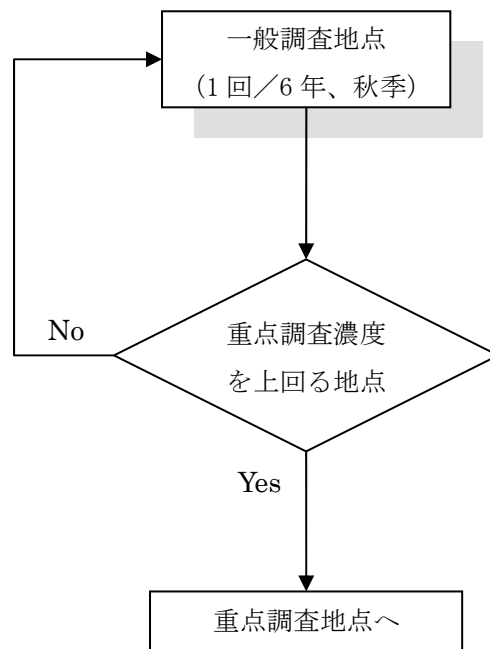 一般調査地点
(1回／6年、秋季)
重点調査濃度
を上回る地点
No
Yes
重点調査地点へ